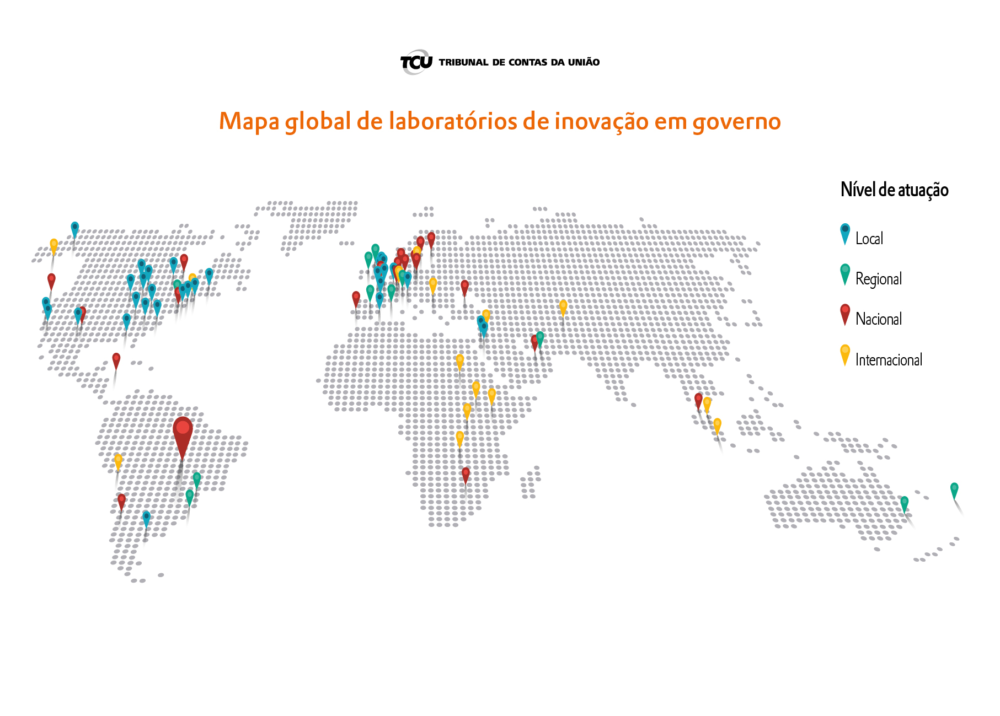 TCU TRIBUNAL DE CONTAS DA UNIÃO
Mapa global de laboratórios de inovação em governo
Nível de atuação
Local
Regional
Nacional
Internacional